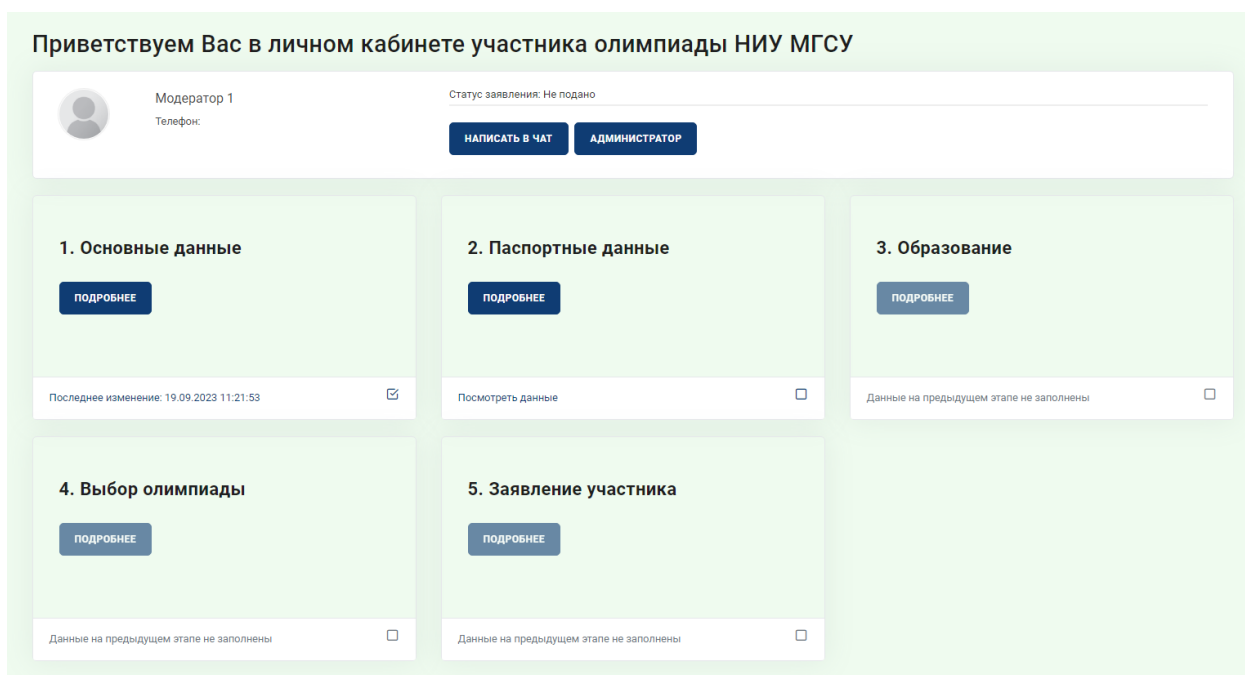 Приветствуем Вас в личном кабинете участника олимпиады НИУ МГСУ
Модератор 1
Телефон:
Статус заявления: Не подано
НАПИСАТЬ В ЧАТ
АДМИНИСТРАТОР
1. Основные данные
ПОДРОБНЕЕ
Последнее изменение: 19.09.2023 11:21:53
2. Паспортные данные
ПОДРОБНЕЕ
Посмотреть данные
3. Образование
ПОДРОБНЕЕ
Данные на предыдущем этапе не заполнены
4. Выбор олимпиады
ПОДРОБНЕЕ
Данные на предыдущем этапе не заполнены
5. Заявление участника
ПОДРОБНЕЕ
Данные на предыдущем этапе не заполнены